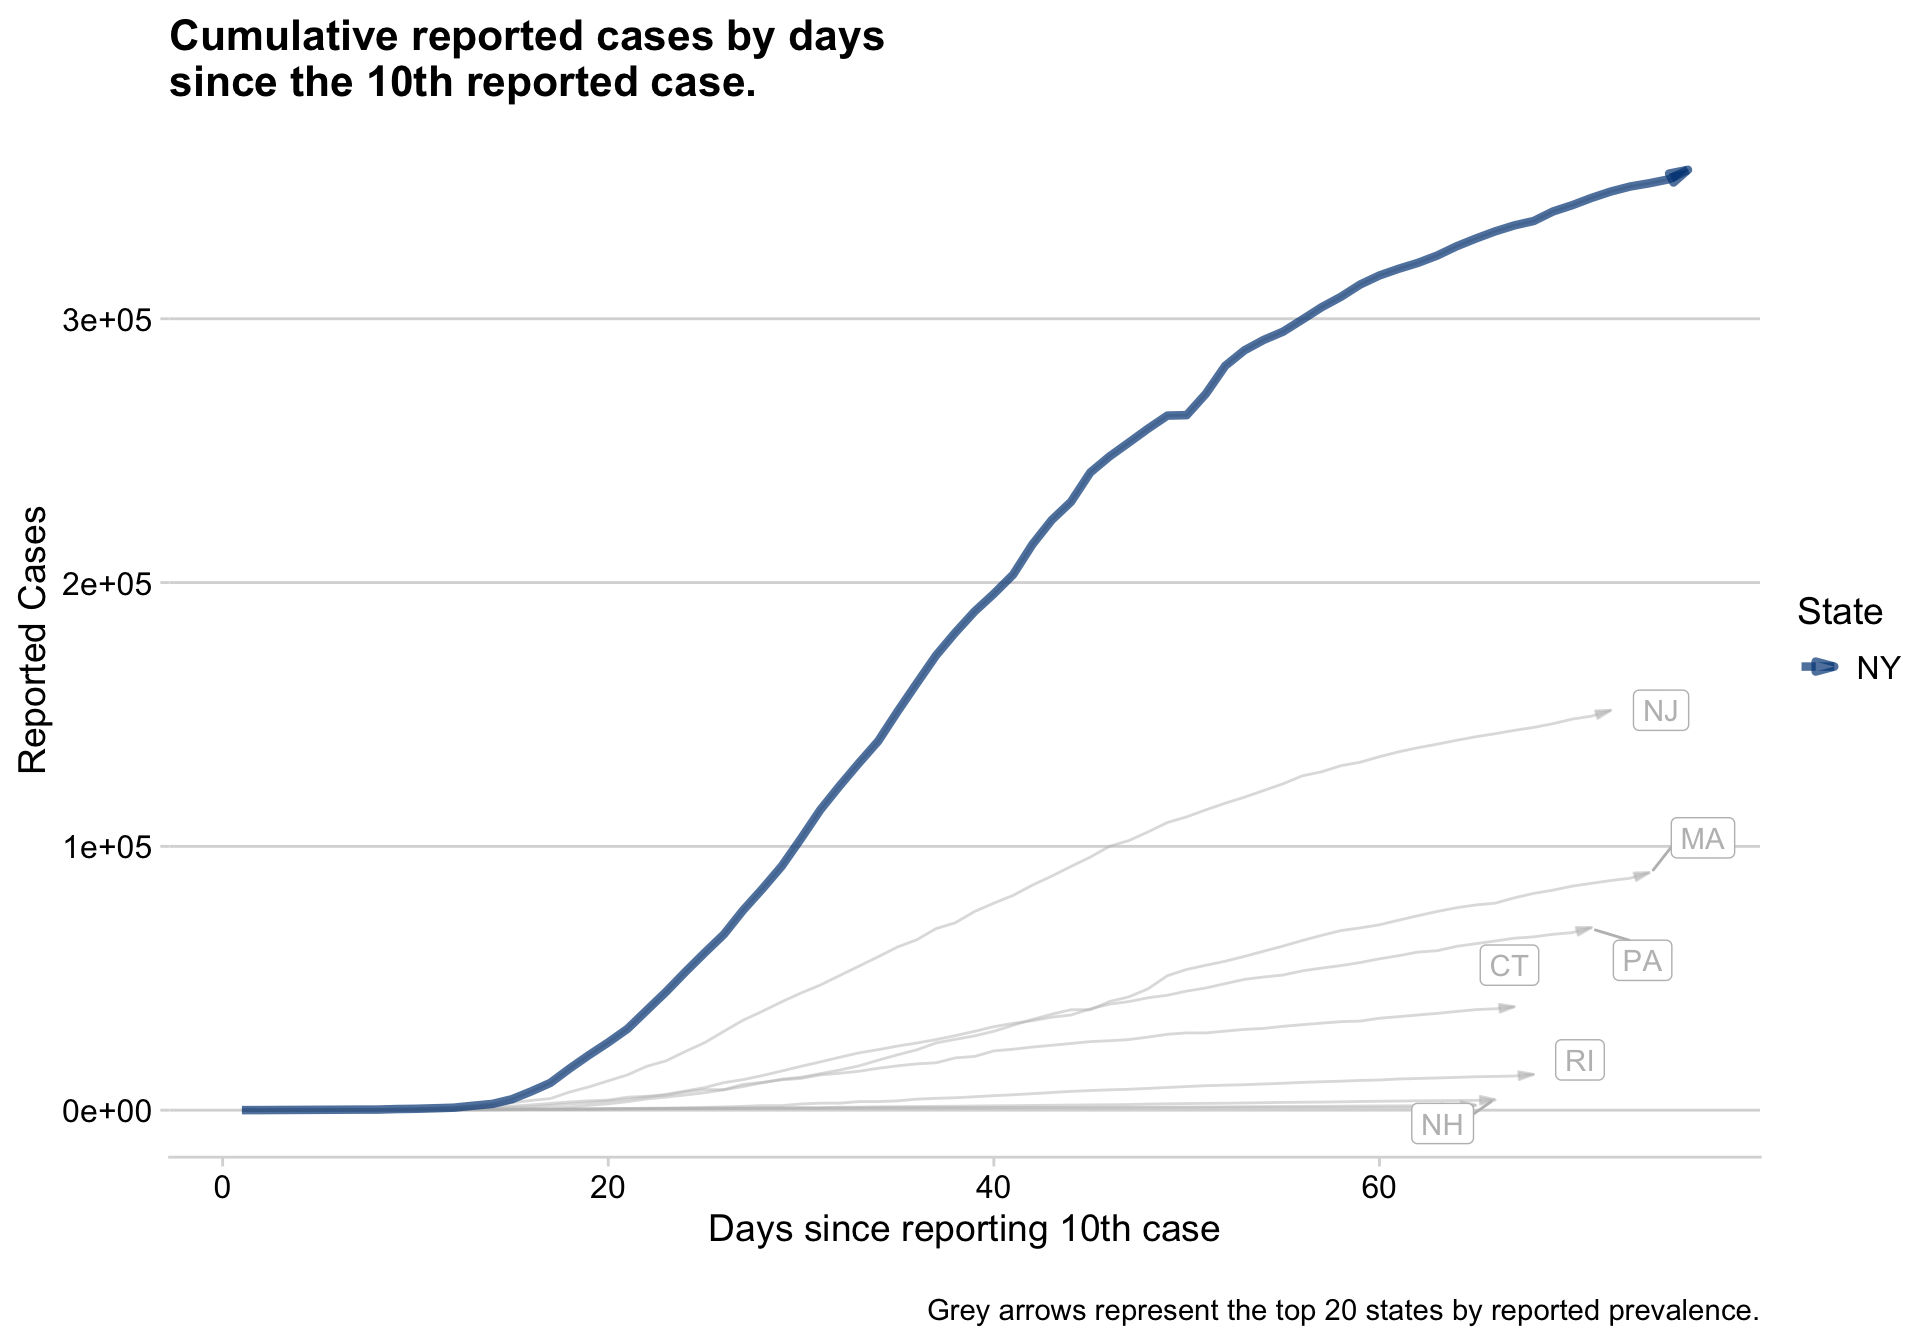 Cumulative reported cases by days
since the 10th reported case.
Reported Cases
3e+05
2e+05
1e+05
0e+00
NJ
MA
PA
CT
RI
NH
State
NY
0
20
40
60
Days since reporting 10th case
Grey arrows represent the top 20 states by reported prevalence.